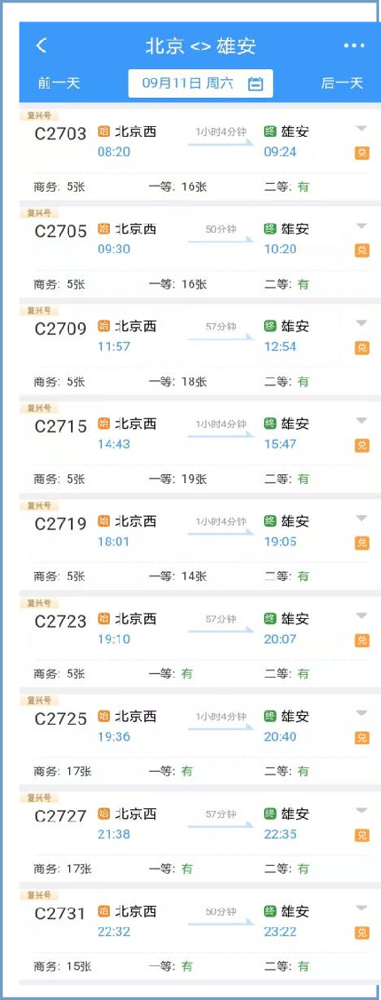 北京 <> 雄安
前一天 09月11日 周六 后一天
复兴号
C2703 始 北京西 1小时4分钟 终 雄安
08:20 09:24 兑
商务: 5张 一等: 16张 二等: 有
复兴号
C2705 始 北京西 50分钟 终 雄安
09:30 10:20 兑
商务: 5张 一等: 16张 二等: 有
复兴号
C2709 始 北京西 57分钟 终 雄安
11:57 12:54 兑
商务: 5张 一等: 18张 二等: 有
复兴号
C2715 始 北京西 1小时4分钟 终 雄安
14:43 15:47 兑
商务: 5张 一等: 19张 二等: 有
复兴号
C2719 始 北京西 1小时4分钟 终 雄安
18:01 19:05 兑
商务: 5张 一等: 14张 二等: 有
复兴号
C2723 始 北京西 57分钟 终 雄安
19:10 20:07 兑
商务: 5张 一等: 有 二等: 有
复兴号
C2725 始 北京西 1小时4分钟 终 雄安
19:36 20:40 兑
商务: 17张 一等: 有 二等: 有
复兴号
C2727 始 北京西 57分钟 终 雄安
21:38 22:35 兑
商务: 17张 一等: 有 二等: 有
复兴号
C2731 始 北京西 50分钟 终 雄安
22:32 23:22 兑
商务: 15张 一等: 有 二等: 有